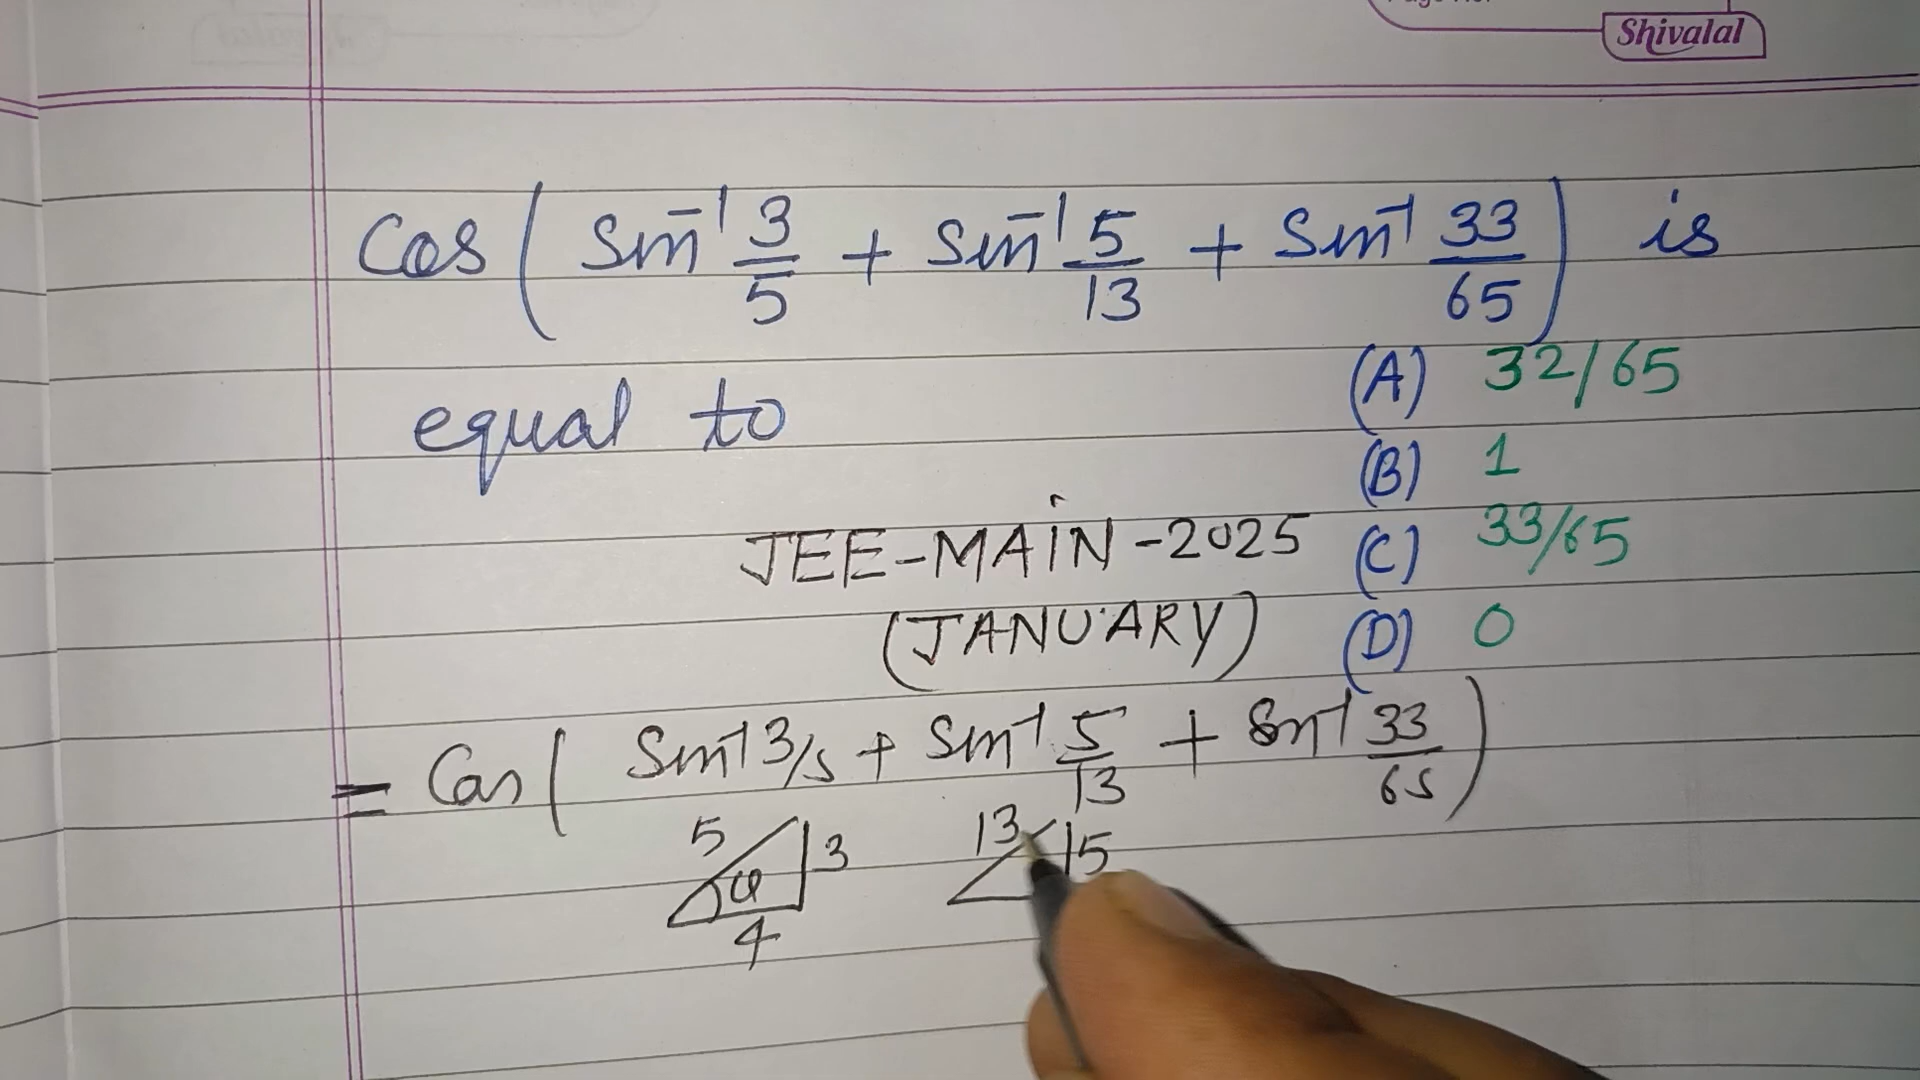 Shivalal
Cos ( Sin⁻¹ 3/5 + Sin⁻¹ 5/13 + Sin⁻¹ 33/65 ) is
equal to
(A) 32/65
(B) 1
JEE-MAIN-2025
(C) 33/65
(JANUARY)
(D) 0
= Cos ( Sin⁻¹ 3/5 + Sin⁻¹ 5/13 + Sin⁻¹ 33/65 )
5 3 4
13 5